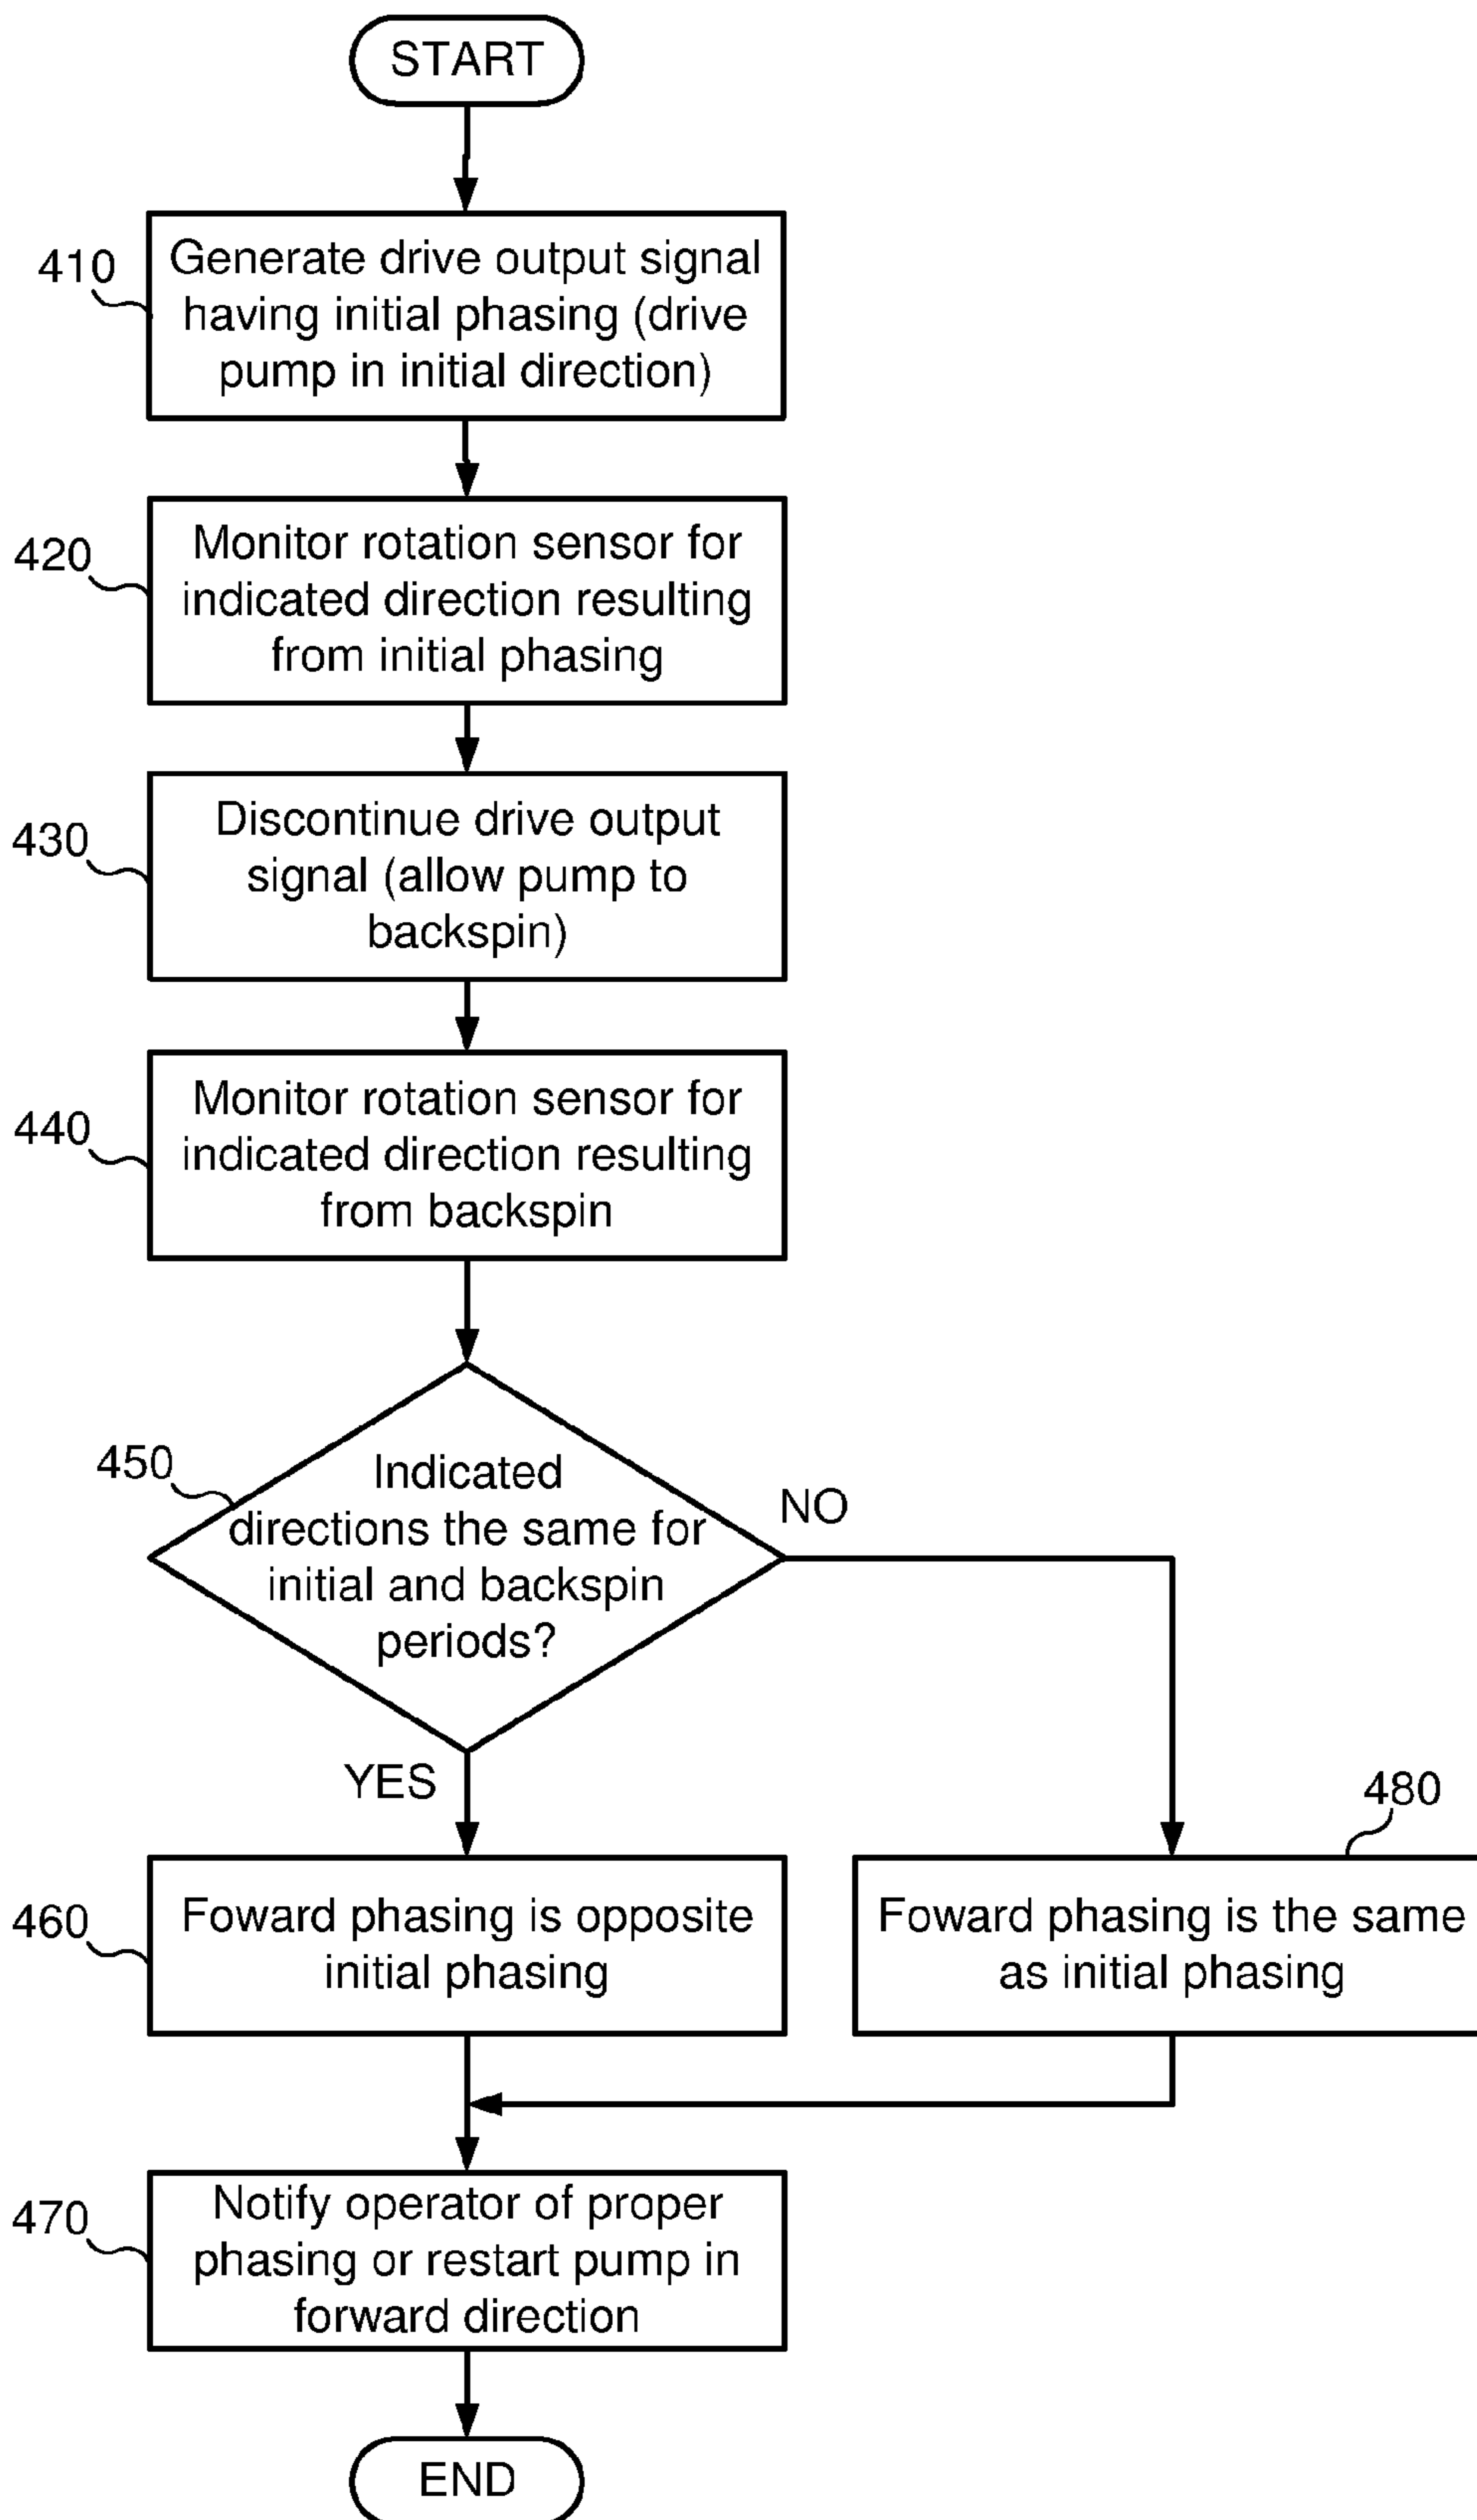 START
410
Generate drive output signal
having initial phasing (drive
pump in initial direction)
420
Monitor rotation sensor for
indicated direction resulting
from initial phasing
430
Discontinue drive output
signal (allow pump to
backspin)
440
Monitor rotation sensor for
indicated direction resulting
from backspin
450
Indicated
directions the same for
initial and backspin
periods?
NO
YES
460
Foward phasing is opposite
initial phasing
480
Foward phasing is the same
as initial phasing
470
Notify operator of proper
phasing or restart pump in
forward direction
END